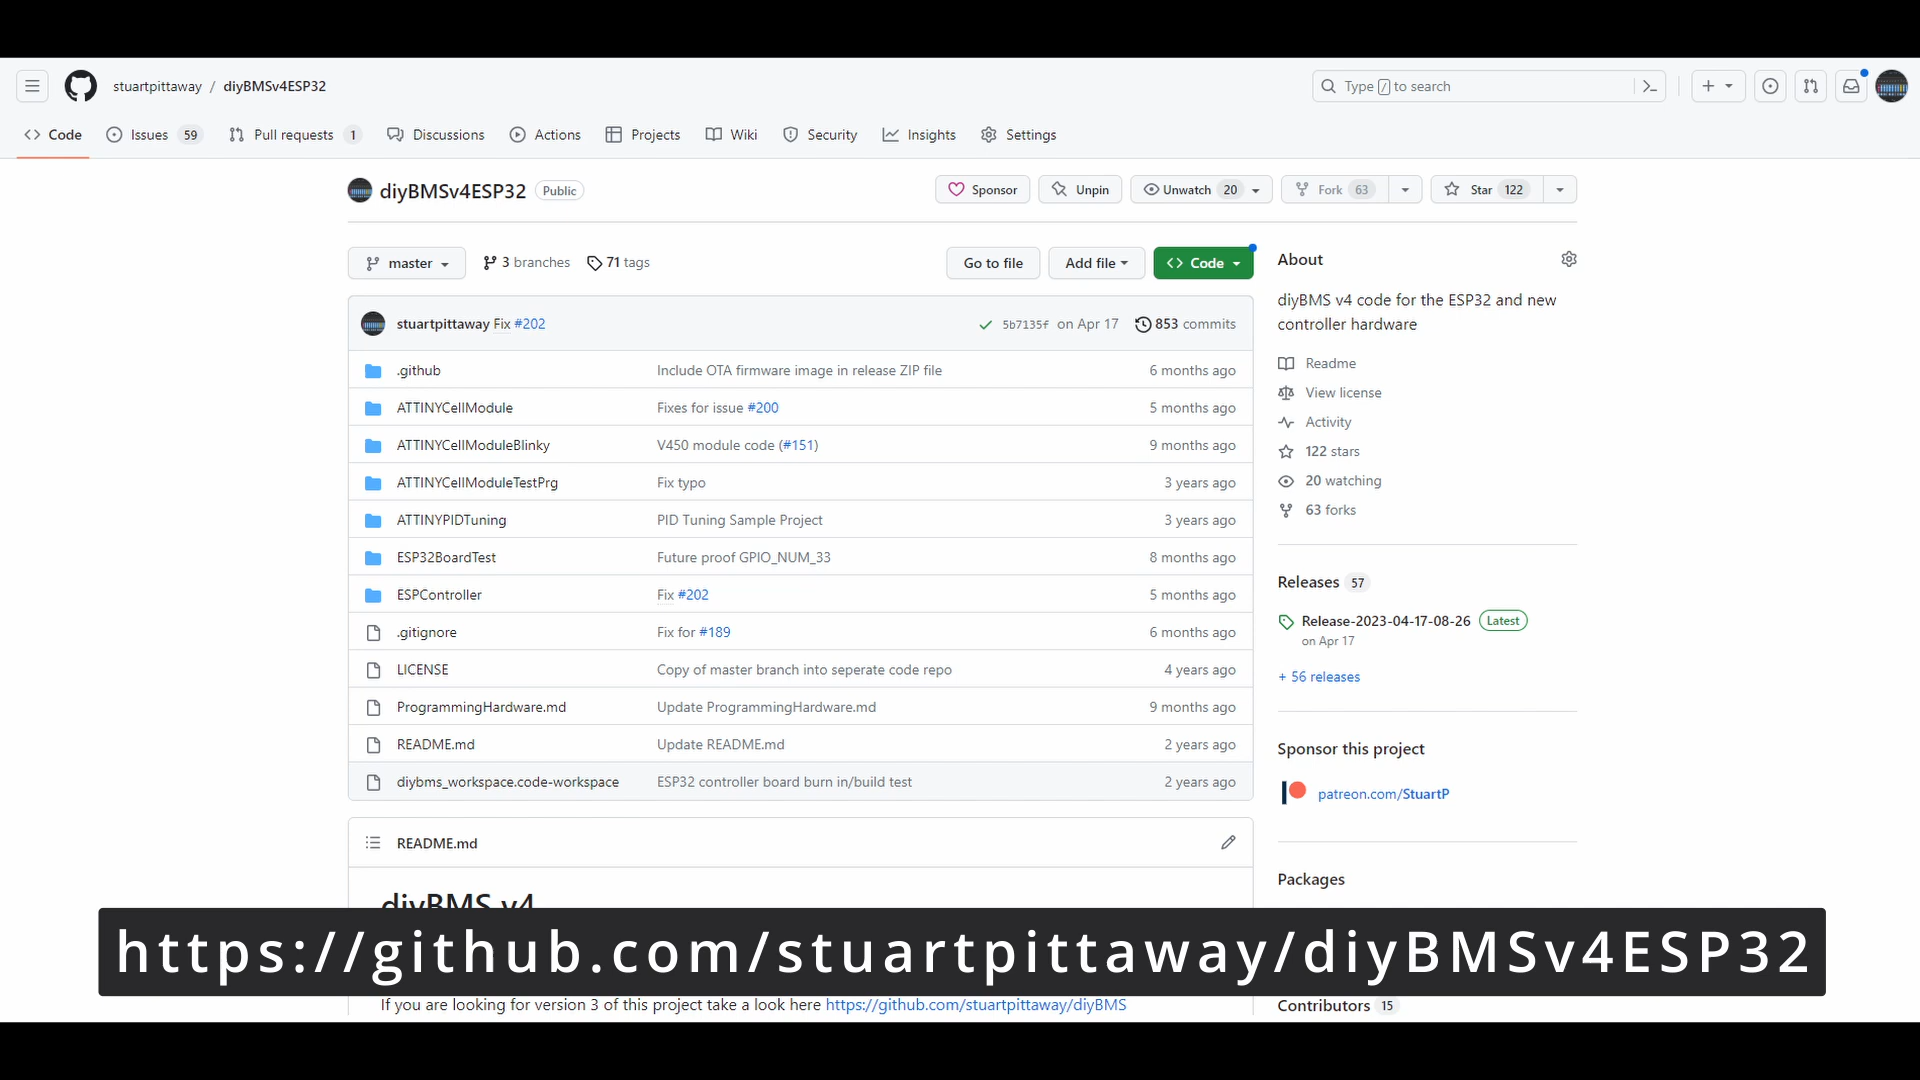 stuartpittaway / diyBMSv4ESP32
Type / to search
Code
Issues 59
Pull requests 1
Discussions
Actions
Projects
Wiki
Security
Insights
Settings
diyBMSv4ESP32 Public
Sponsor
Unpin
Unwatch 20
Fork 63
Star 122
master
3 branches
71 tags
Go to file
Add file
Code
stuartpittaway Fix #202
5b7135f on Apr 17
853 commits
.github Include OTA firmware image in release ZIP file 6 months ago
ATTINYCellModule Fixes for issue #200 5 months ago
ATTINYCellModuleBlinky V450 module code (#151) 9 months ago
ATTINYCellModuleTestPrg Fix typo 3 years ago
ATTINYPIDTuning PID Tuning Sample Project 3 years ago
ESP32BoardTest Future proof GPIO_NUM_33 8 months ago
ESPController Fix #202 5 months ago
.gitignore Fix for #189 6 months ago
LICENSE Copy of master branch into seperate code repo 4 years ago
ProgrammingHardware.md Update ProgrammingHardware.md 9 months ago
README.md Update README.md 2 years ago
diybms_workspace.code-workspace ESP32 controller board burn in/build test 2 years ago
README.md
diyBMS v4
If you are looking for version 3 of this project take a look here https://github.com/stuartpittaway/diyBMS
About
diyBMS v4 code for the ESP32 and new
controller hardware
Readme
View license
Activity
122 stars
20 watching
63 forks
Releases 57
Release-2023-04-17-08-26 Latest
on Apr 17
+ 56 releases
Sponsor this project
patreon.com/StuartP
Packages
Contributors 15
https://github.com/stuartpittaway/diyBMSv4ESP32